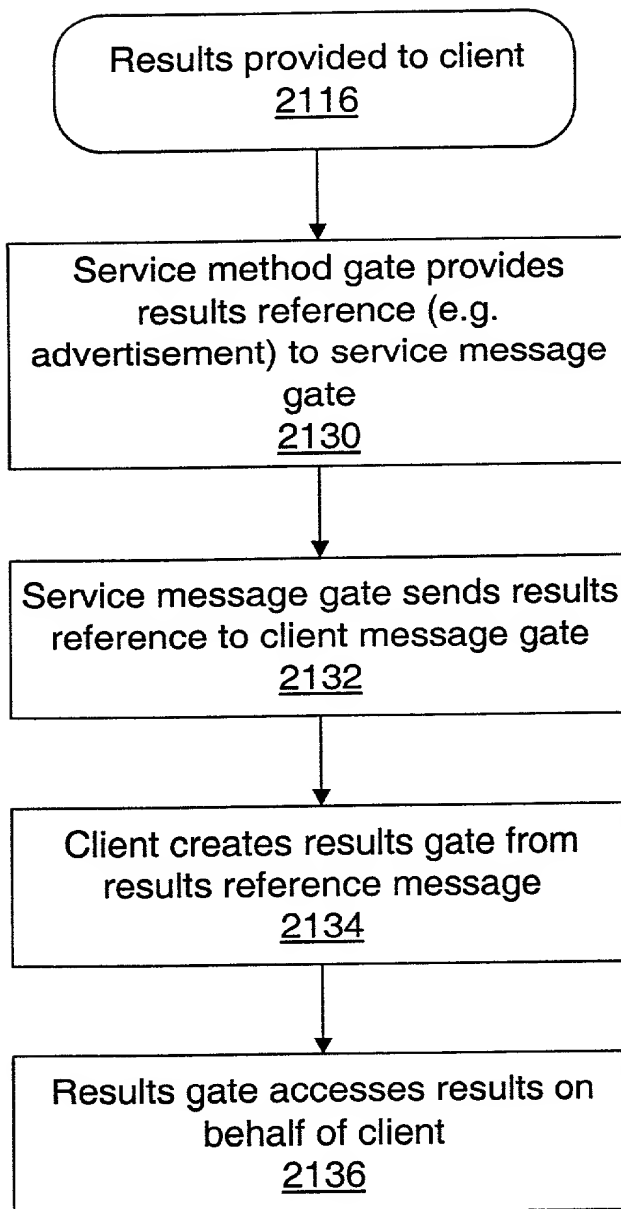 Results provided to client
2116
Service method gate provides
results reference (e.g.
advertisement) to service message
gate
2130
Service message gate sends results
reference to client message gate
2132
Client creates results gate from
results reference message
2134
Results gate accesses results on
behalf of client
2136